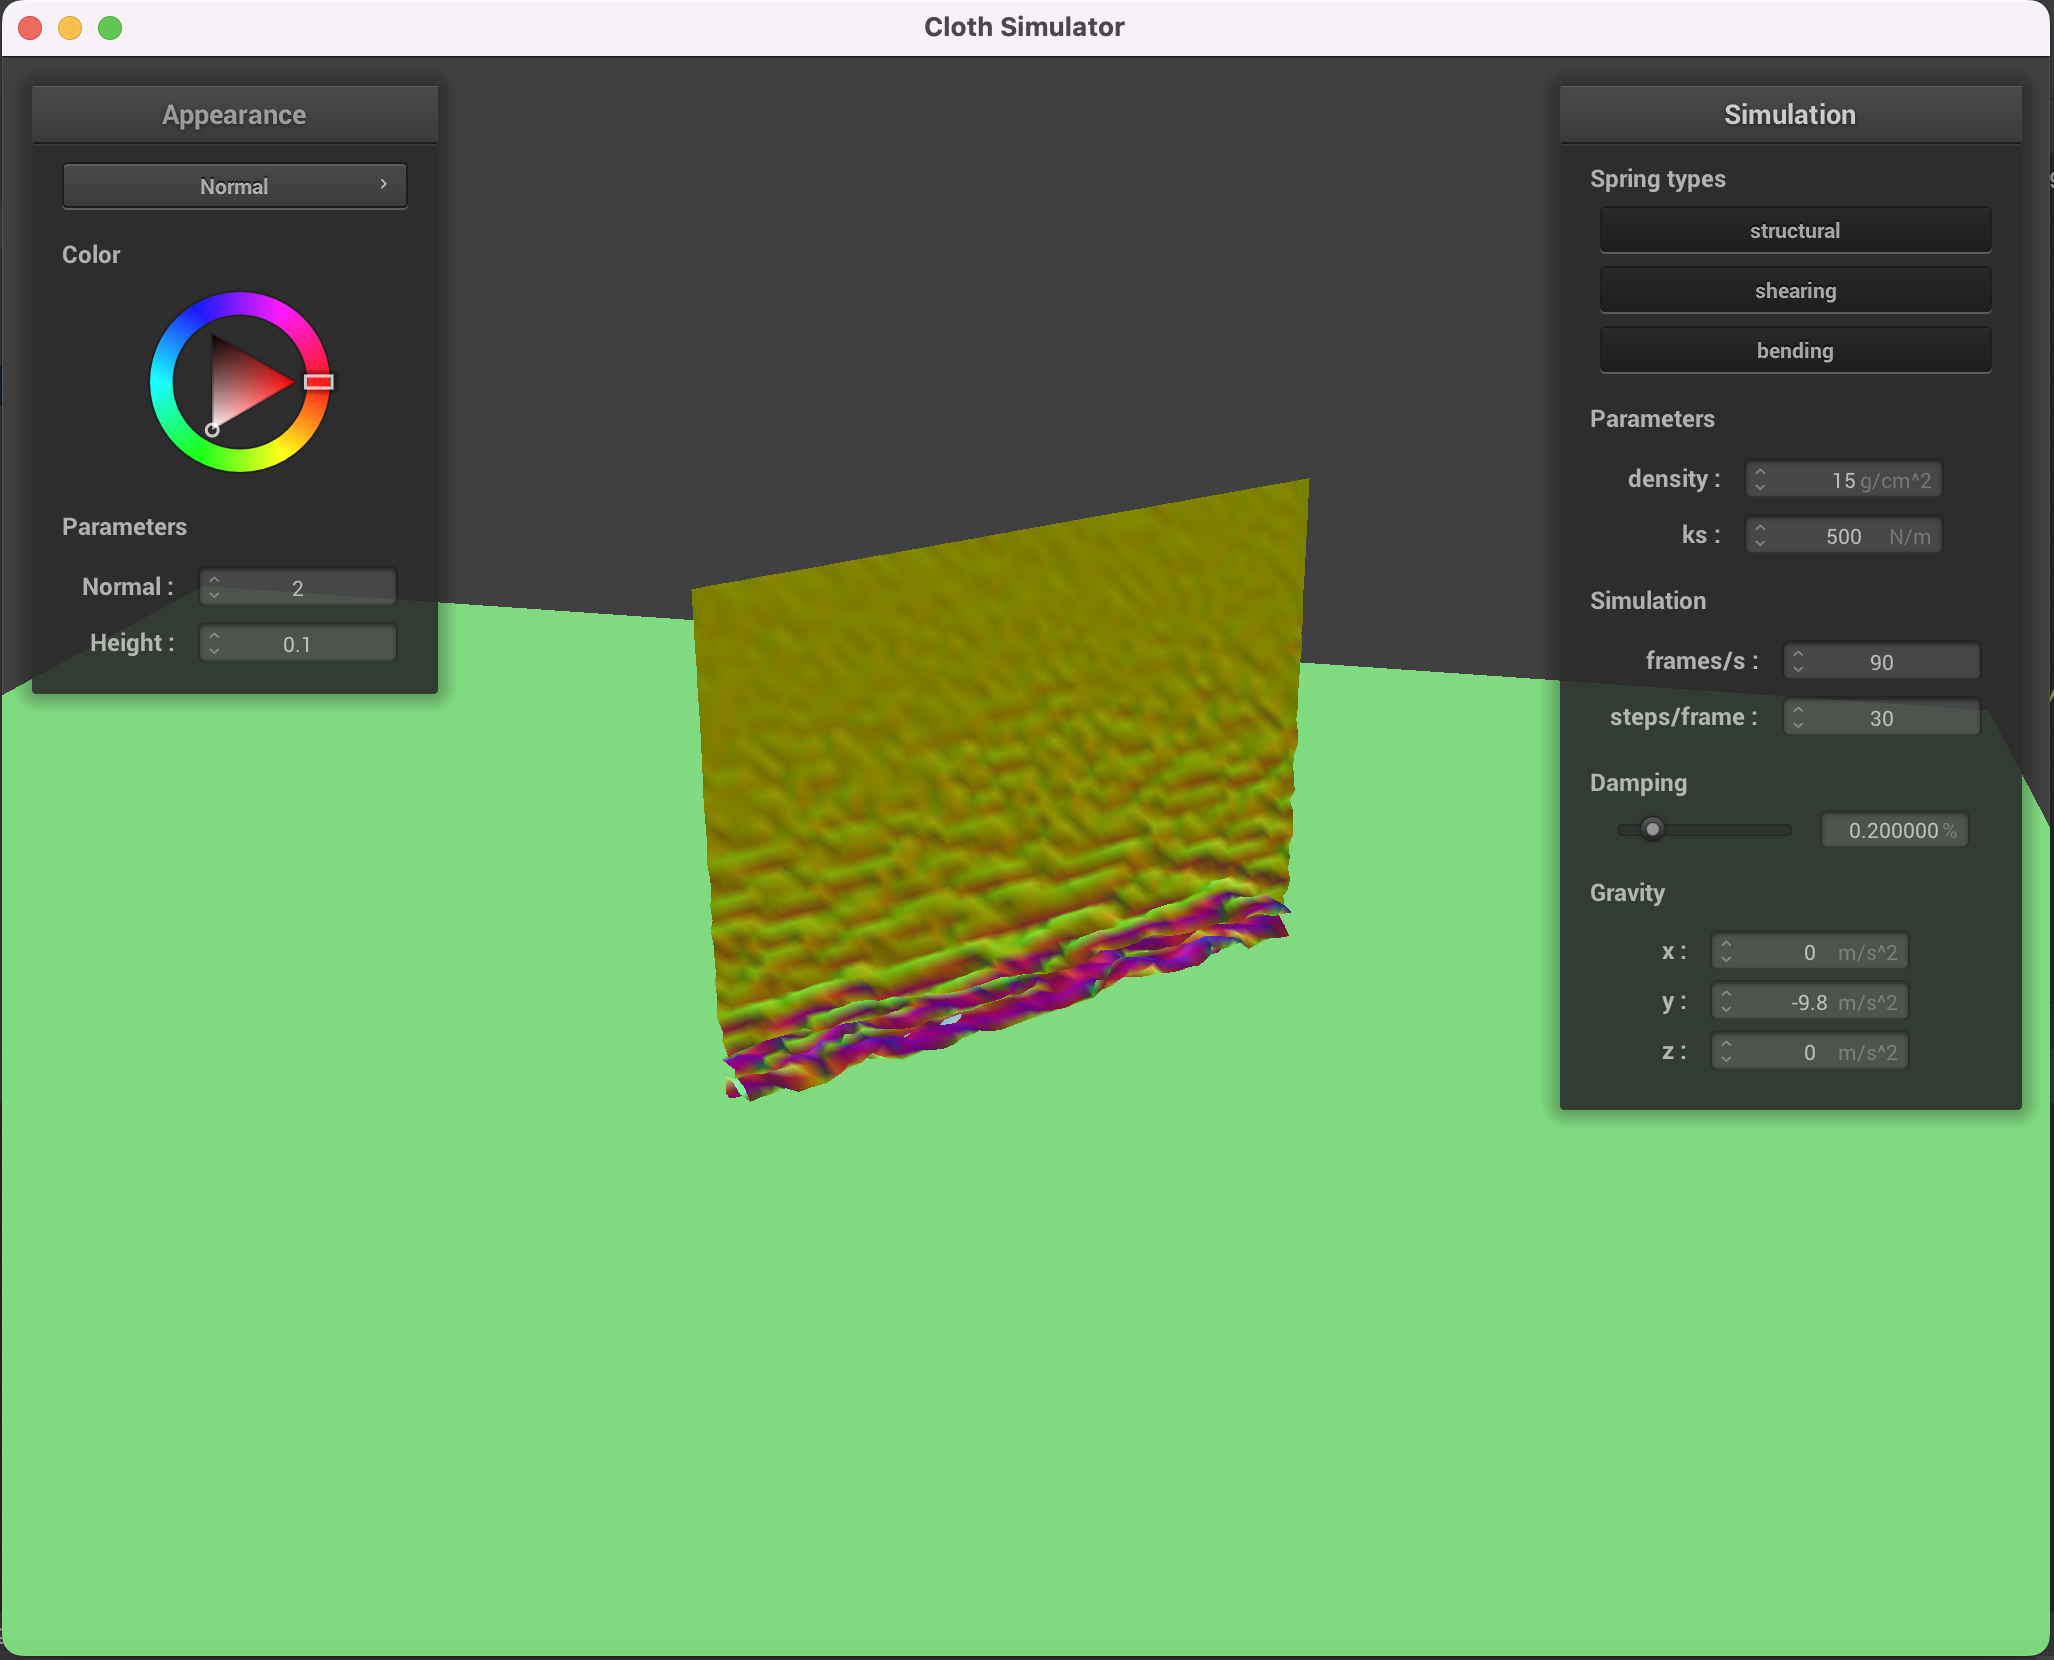 Cloth Simulator
Appearance
Normal
Color
Parameters
Normal : 2
Height : 0.1
Simulation
Spring types
structural
shearing
bending
Parameters
density : 15 g/cm^2
ks : 500 N/m
Simulation
frames/s : 90
steps/frame : 30
Damping
0.200000 %
Gravity
x : 0 m/s^2
y : -9.8 m/s^2
z : 0 m/s^2